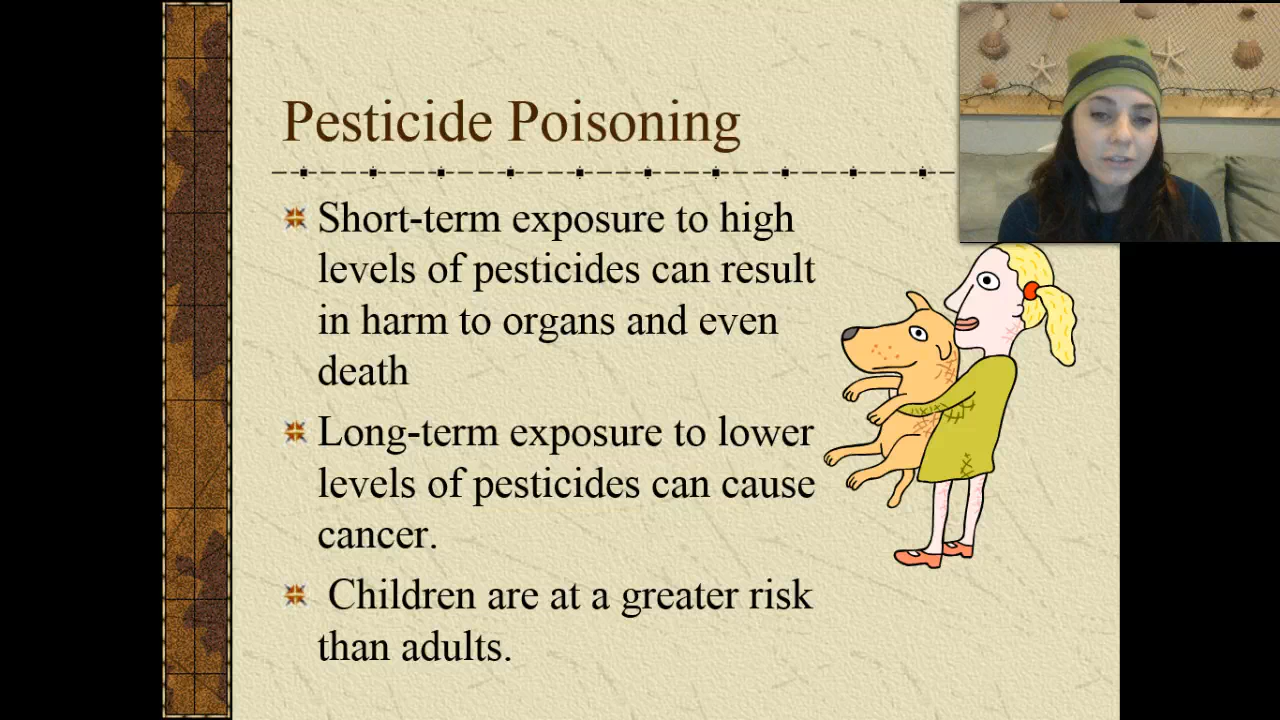 Pesticide Poisoning
Short-term exposure to high
levels of pesticides can result
in harm to organs and even
death
Long-term exposure to lower
levels of pesticides can cause
cancer.
Children are at a greater risk
than adults.